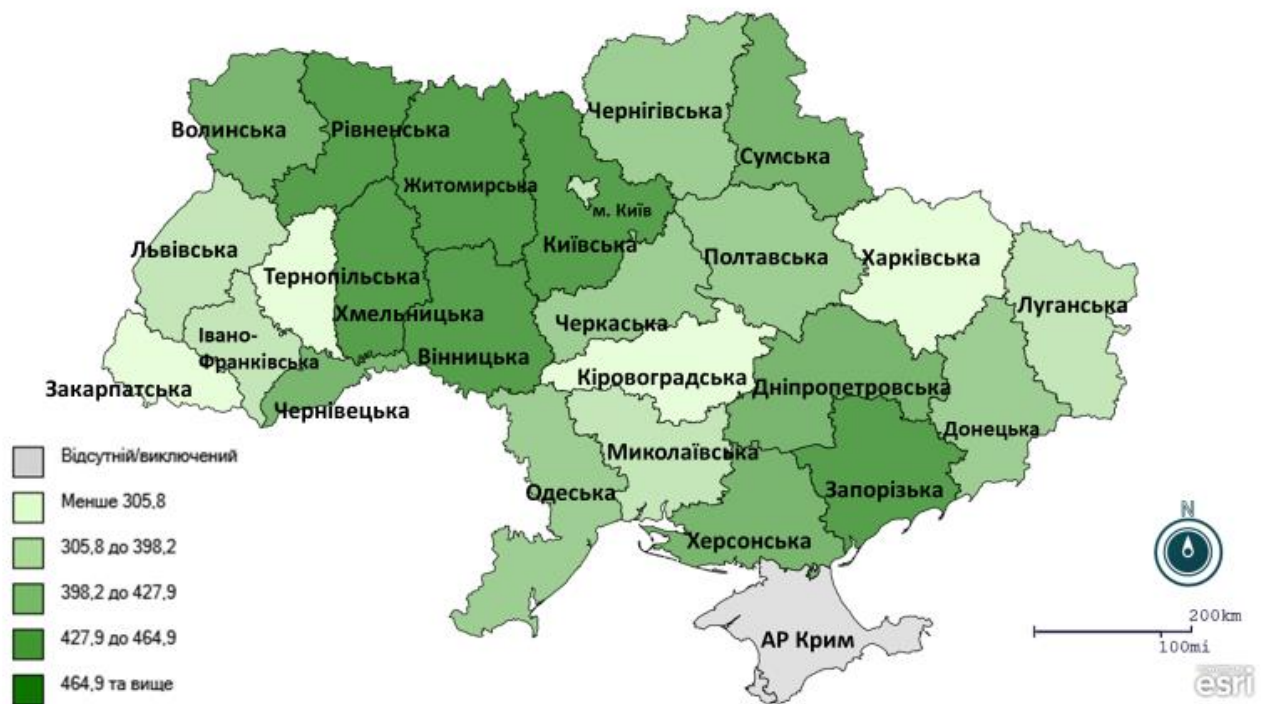 Чернігівська
Волинська
Рівненська
Сумська
Житомирська
м. Київ
Київська
Львівська
Тернопільська
Полтавська
Харківська
Хмельницька
Луганська
Черкаська
Івано-
Франківська
Вінницька
Кіровоградська
Дніпропетровська
Закарпатська
Чернівецька
Донецька
Миколаївська
Одеська
Запорізька
Херсонська
АР Крим
Відсутній/виключений
Менше 305,8
305,8 до 398,2
398,2 до 427,9
427,9 до 464,9
464,9 та вище
N
200km
100mi
esri